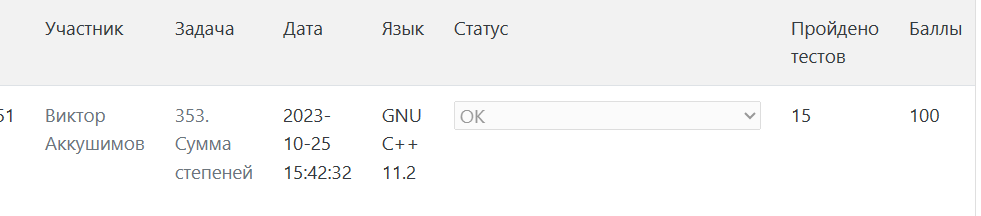 Участник Задача Дата Язык Статус Пройдено Баллы
тестов
51 Виктор 353. 2023- GNU OK 15 100
Аккушимов Сумма 10-25 C++
степеней 15:42:32 11.2